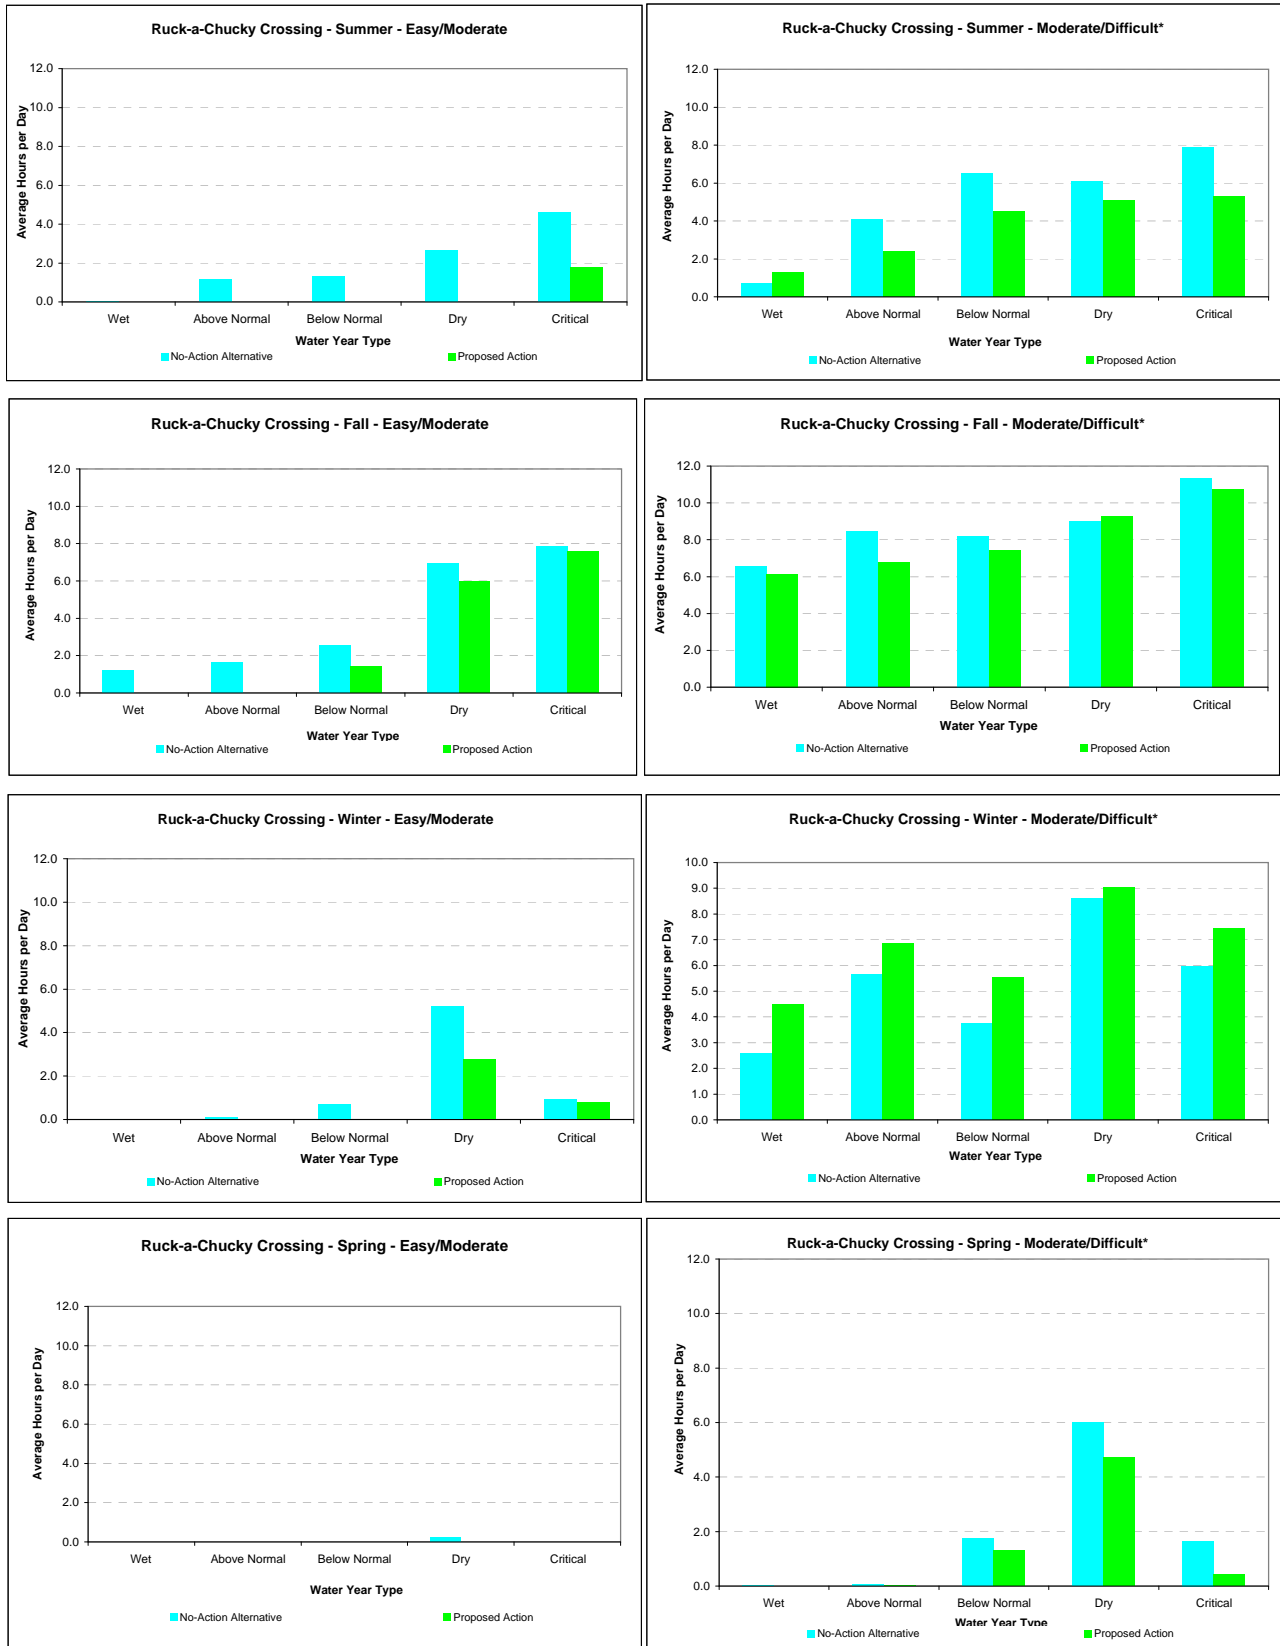 Ruck-a-Chucky Crossing - Summer - Easy/Moderate
Average Hours per Day
12.0
10.0
8.0
6.0
4.0
2.0
0.0
Wet Above Normal Below Normal Dry Critical
Water Year Type
No-Action Alternative Proposed Action
Ruck-a-Chucky Crossing - Summer - Moderate/Difficult*
Average Hours per Day
12.0
10.0
8.0
6.0
4.0
2.0
0.0
Wet Above Normal Below Normal Dry Critical
Water Year Type
No-Action Alternative Proposed Action
Ruck-a-Chucky Crossing - Fall - Easy/Moderate
Average Hours per Day
12.0
10.0
8.0
6.0
4.0
2.0
0.0
Wet Above Normal Below Normal Dry Critical
Water Year Type
No-Action Alternative Proposed Action
Ruck-a-Chucky Crossing - Fall - Moderate/Difficult*
Average Hours per Day
12.0
10.0
8.0
6.0
4.0
2.0
0.0
Wet Above Normal Below Normal Dry Critical
Water Year Type
No-Action Alternative Proposed Action
Ruck-a-Chucky Crossing - Winter - Easy/Moderate
Average Hours per Day
12.0
10.0
8.0
6.0
4.0
2.0
0.0
Wet Above Normal Below Normal Dry Critical
Water Year Type
No-Action Alternative Proposed Action
Ruck-a-Chucky Crossing - Winter - Moderate/Difficult*
Average Hours per Day
10.0
9.0
8.0
7.0
6.0
5.0
4.0
3.0
2.0
1.0
0.0
Wet Above Normal Below Normal Dry Critical
Water Year Type
No-Action Alternative Proposed Action
Ruck-a-Chucky Crossing - Spring - Easy/Moderate
Average Hours per Day
12.0
10.0
8.0
6.0
4.0
2.0
0.0
Wet Above Normal Below Normal Dry Critical
Water Year Type
No-Action Alternative Proposed Action
Ruck-a-Chucky Crossing - Spring - Moderate/Difficult*
Average Hours per Day
12.0
10.0
8.0
6.0
4.0
2.0
0.0
Wet Above Normal Below Normal Dry Critical
Water Year Type
No-Action Alternative Proposed Action